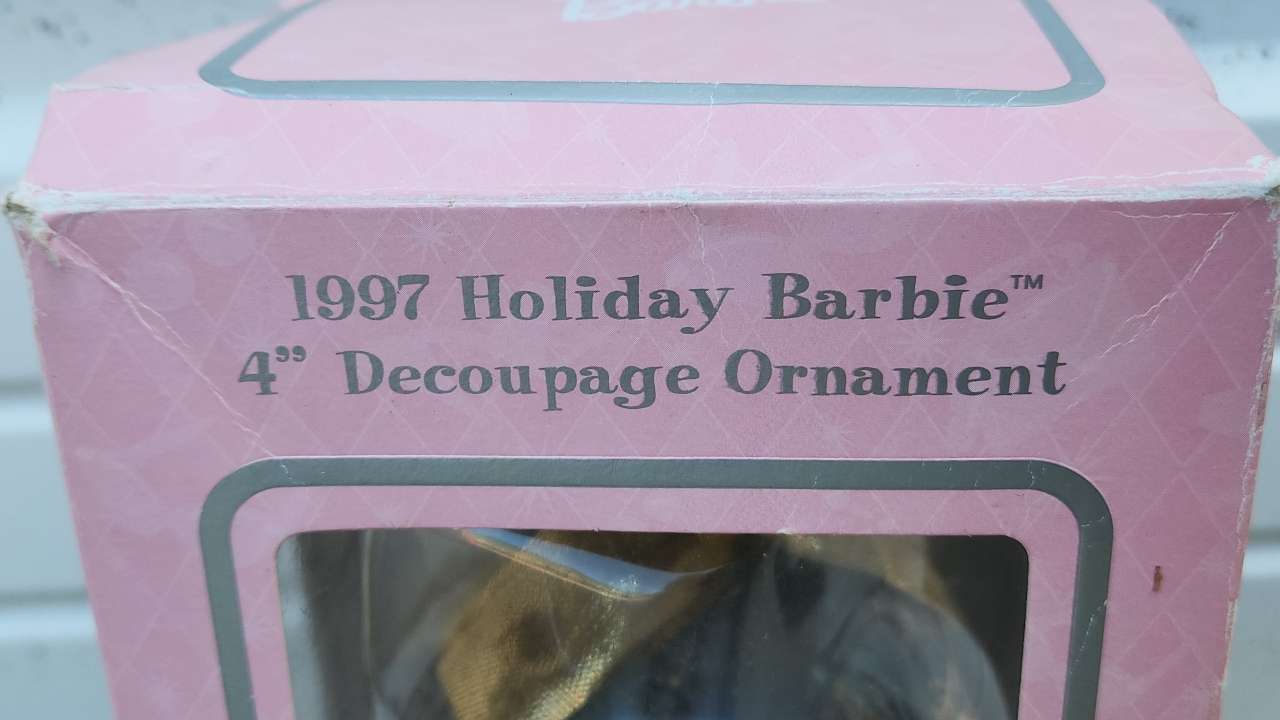 1997 Holiday Barbie™
4” Decoupage Ornament